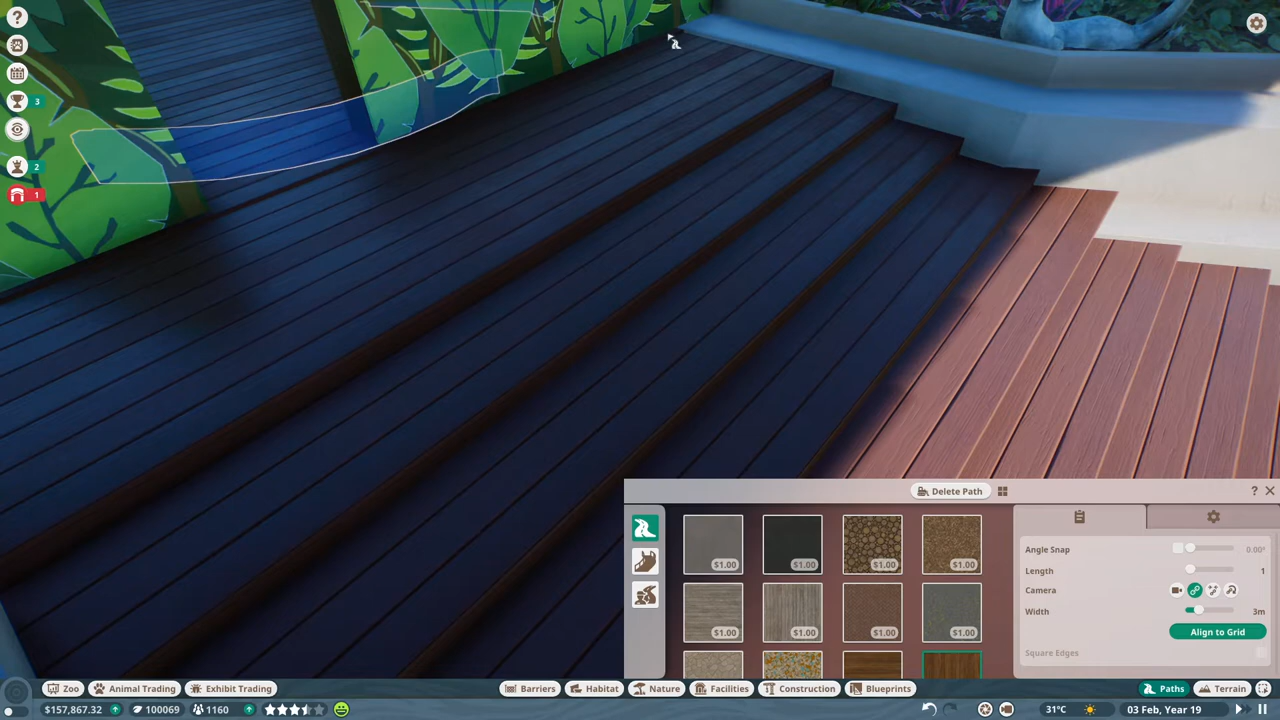 ?
3
2
1
Delete Path
?
$1.00 $1.00 $1.00 $1.00
$1.00 $1.00 $1.00 $1.00
Angle Snap 0.00°
Length 1
Camera
Width 3m
Align to Grid
Square Edges
Zoo Animal Trading Exhibit Trading Barriers Habitat Nature Facilities Construction Blueprints Paths Terrain
$157,867.32 100069 1160 31°C 03 Feb, Year 19